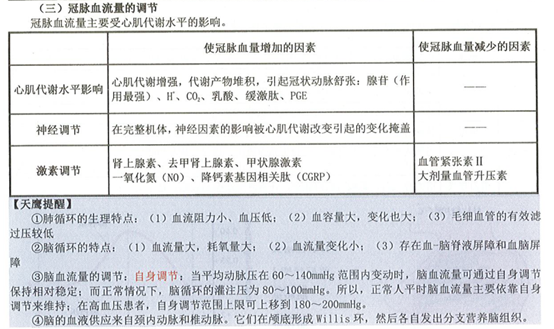 （三）冠脉血流量的调节
冠脉血流量主要受心肌代谢水平的影响。
使冠脉血量增加的因素
使冠脉血量减少的因素
心肌代谢水平影响
心肌代谢增强，代谢产物堆积，引起冠状动脉舒张：腺苷（作
用最强）、H⁺、CO₂、乳酸、缓激肽、PGE
——
神经调节
在完整机体，神经因素的影响被心肌代谢改变引起的变化掩盖
——
激素调节
肾上腺素、去甲肾上腺素、甲状腺激素
一氧化氮（NO）、降钙素基因相关肽（CGRP）
血管紧张素Ⅱ
大剂量血管升压素
【天鹰提醒】
①肺循环的生理特点：（1）血流阻力小、血压低；（2）血容量大，变化也大；（3）毛细血管的有效滤
过压较低
②脑循环的特点：（1）血流量大，耗氧量大；（2）血流量变化小；（3）存在血-脑脊液屏障和血脑屏
障
③脑血流量的调节：自身调节：当平均动脉压在 60～140mmHg 范围内变动时，脑血流量可通过自身调节
保持相对稳定；而正常情况下，脑循环的灌注压为 80～100mmHg。所以，正常人平时脑血流量主要依靠自身
调节来维持；在高血压患者，自身调节范围上限可上移到 180～200mmHg。
④脑的血液供应来自颈内动脉和椎动脉。它们在颅底形成 Willis 环，然后各自发出分支营养脑组织。